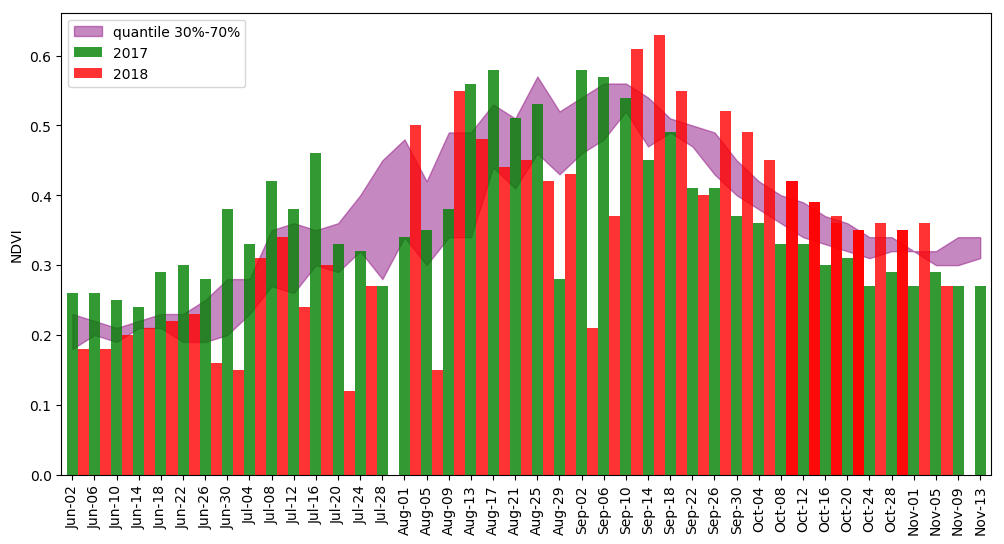 quantile 30%-70%
2017
2018
NDVI
0.6
0.5
0.4
0.3
0.2
0.1
0.0
Jun-02
Jun-06
Jun-10
Jun-14
Jun-18
Jun-22
Jun-26
Jun-30
Jul-04
Jul-08
Jul-12
Jul-16
Jul-20
Jul-24
Jul-28
Aug-01
Aug-05
Aug-09
Aug-13
Aug-17
Aug-21
Aug-25
Aug-29
Sep-02
Sep-06
Sep-10
Sep-14
Sep-18
Sep-22
Sep-26
Sep-30
Oct-04
Oct-08
Oct-12
Oct-16
Oct-20
Oct-24
Oct-28
Nov-01
Nov-05
Nov-09
Nov-13